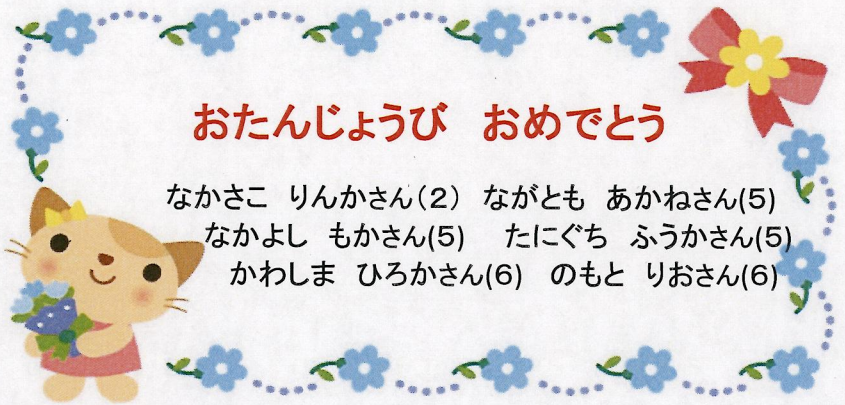 おたんじょうび　おめでとう
なかさこ　りんかさん（２）　ながとも　あかねさん(５)
なかよし　もかさん(５)　たにぐち　ふうかさん(５)
かわしま　ひろかさん(６)　のもと　りおさん(６)